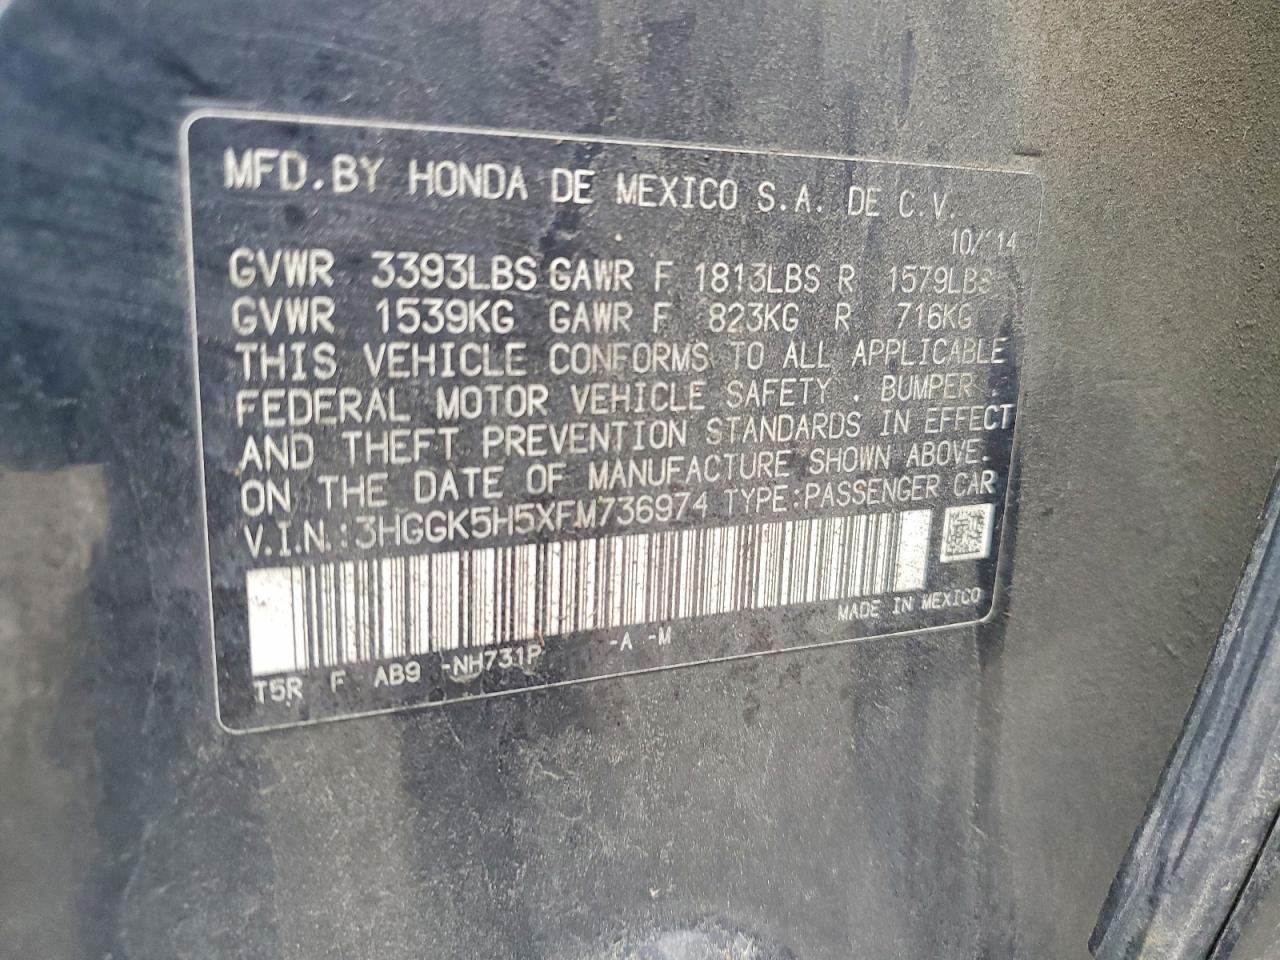 MFD.BY HONDA DE MEXICO S.A. DE C.V.
10/'14
GVWR 3393LBS GAWR F 1813LBS R 1579LBS
GVWR 1539KG GAWR F 823KG R 716KG
THIS VEHICLE CONFORMS TO ALL APPLICABLE
FEDERAL MOTOR VEHICLE SAFETY , BUMPER ,
AND THEFT PREVENTION STANDARDS IN EFFECT
ON THE DATE OF MANUFACTURE SHOWN ABOVE.
V.I.N.:3HGGK5H5XFM736974 TYPE:PASSENGER CAR
MADE IN MEXICO
T5R F AB9 -NH731P -A -M